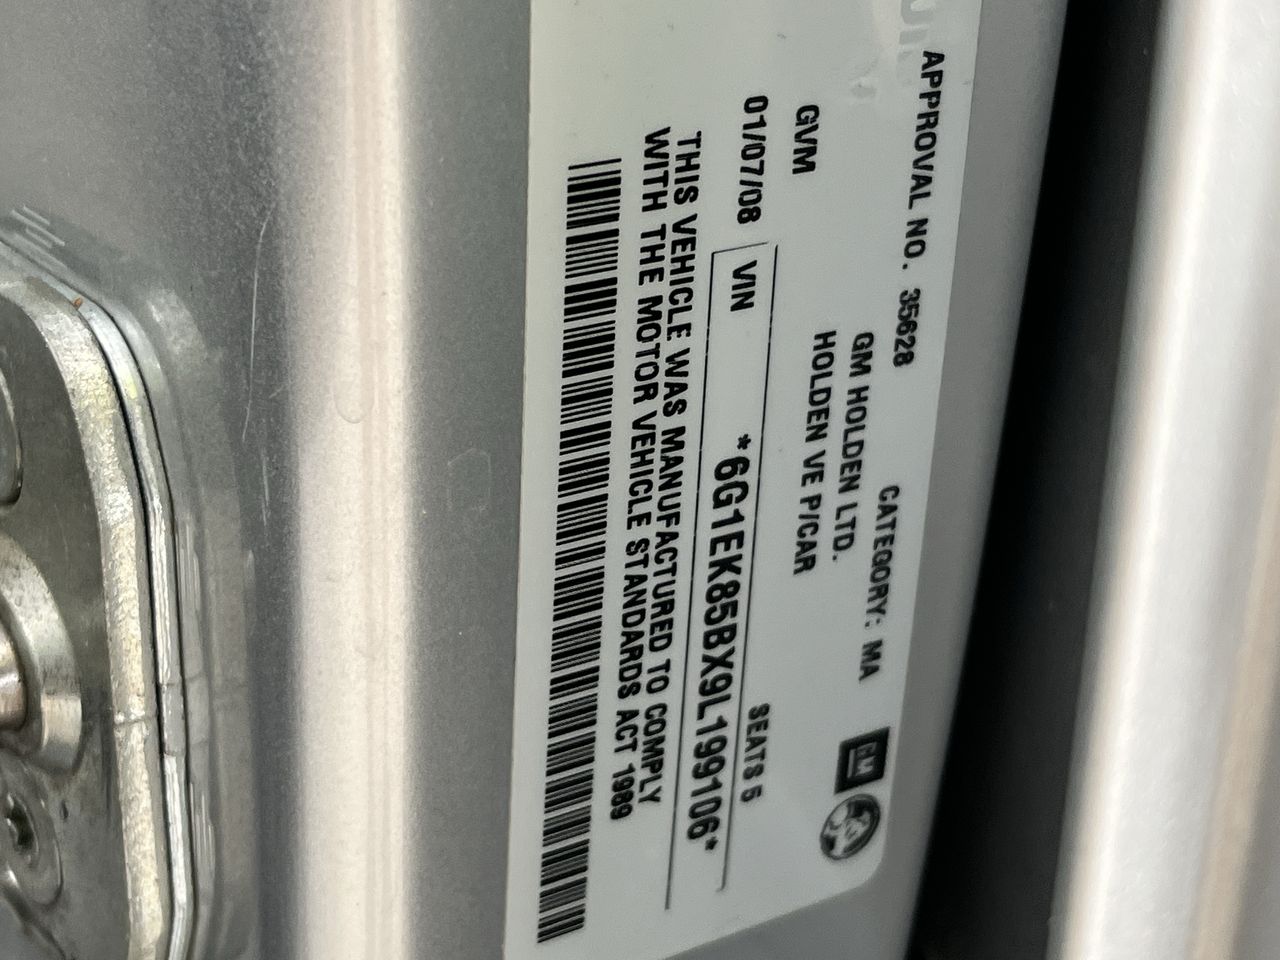 APPROVAL NO. 35628
CATEGORY: MA
GM HOLDEN LTD.
GM
GVM
HOLDEN VE P/CAR
01/07/08
SEATS 5
VIN *6G1EK85BX9L199106*
THIS VEHICLE WAS MANUFACTURED TO COMPLY
WITH THE MOTOR VEHICLE STANDARDS ACT 1989